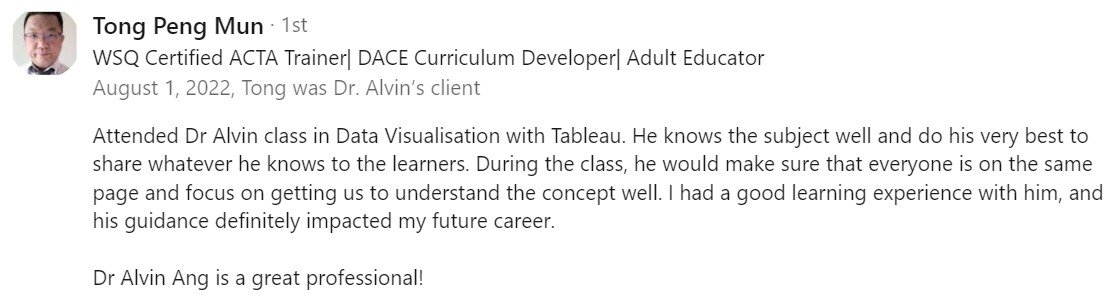 Tong Peng Mun · 1st
WSQ Certified ACTA Trainer| DACE Curriculum Developer| Adult Educator
August 1, 2022, Tong was Dr. Alvin’s client
Attended Dr Alvin class in Data Visualisation with Tableau. He knows the subject well and do his very best to
share whatever he knows to the learners. During the class, he would make sure that everyone is on the same
page and focus on getting us to understand the concept well. I had a good learning experience with him, and
his guidance definitely impacted my future career.
Dr Alvin Ang is a great professional!